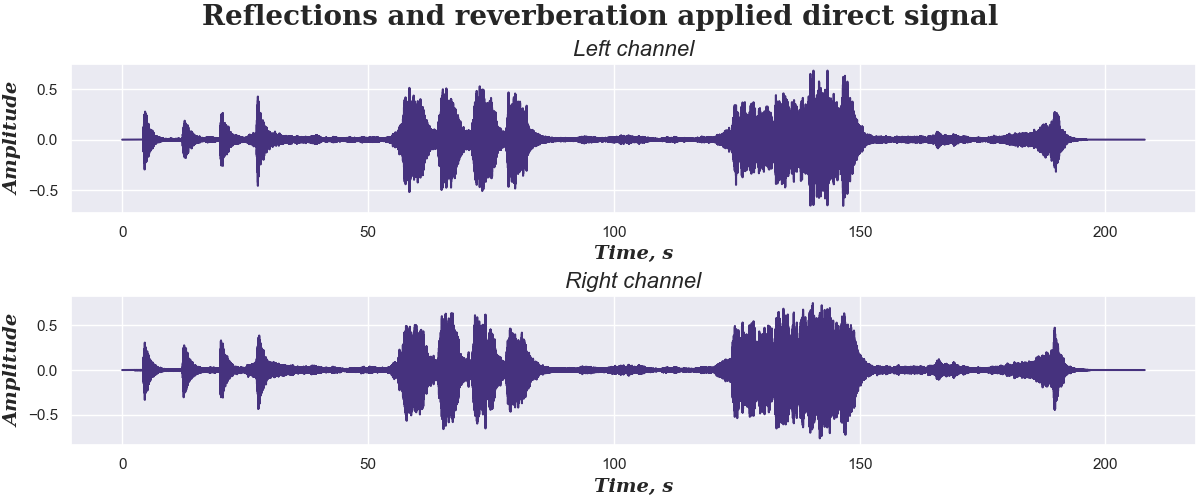 Reflections and reverberation applied direct signal
Left channel
Amplitude
0.5
0.0
−0.5
0 50 100 150 200
Time, s
Right channel
Amplitude
0.5
0.0
−0.5
0 50 100 150 200
Time, s